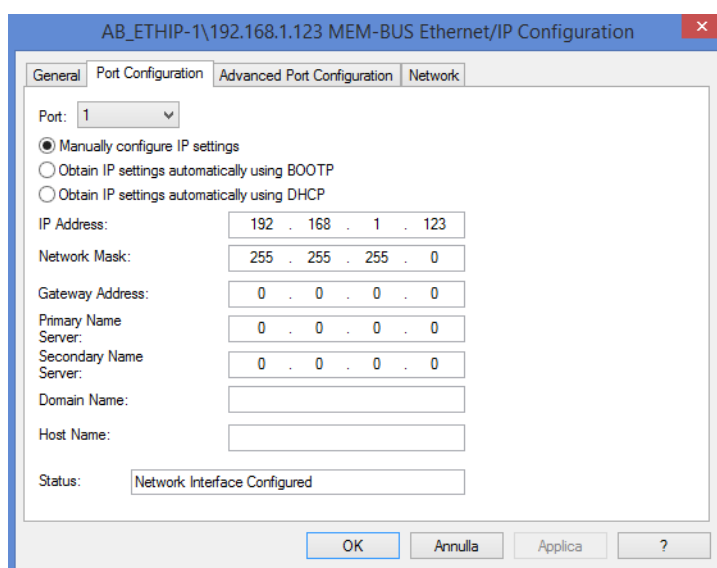 AB_ETHIP-1\192.168.1.123 MEM-BUS Ethernet/IP Configuration
General Port Configuration Advanced Port Configuration Network
Port: 1
Manually configure IP settings
Obtain IP settings automatically using BOOTP
Obtain IP settings automatically using DHCP
IP Address: 192 . 168 . 1 . 123
Network Mask: 255 . 255 . 255 . 0
Gateway Address: 0 . 0 . 0 . 0
Primary Name
Server: 0 . 0 . 0 . 0
Secondary Name
Server: 0 . 0 . 0 . 0
Domain Name:
Host Name:
Status: Network Interface Configured
OK Annulla Applica ?